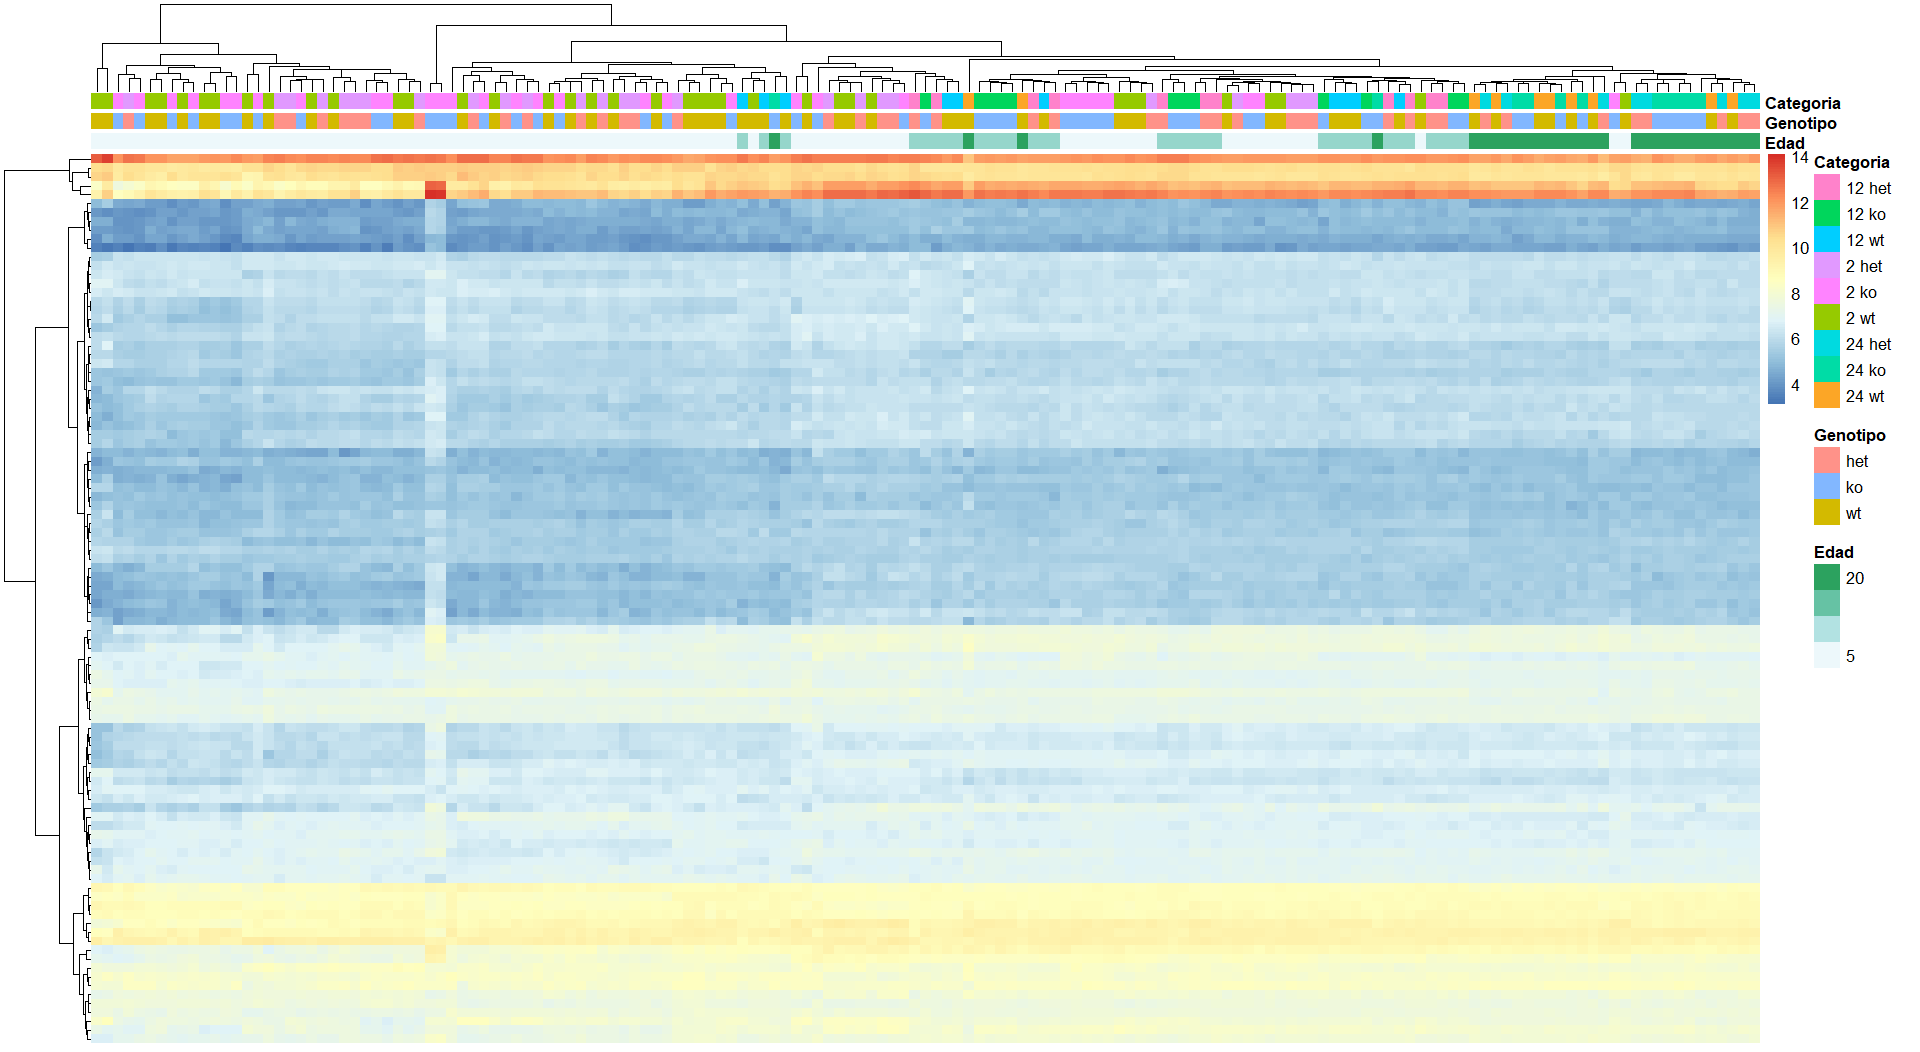 Categoria
Genotipo
Edad
14
12
10
8
6
4
Categoria
12 het
12 ko
12 wt
2 het
2 ko
2 wt
24 het
24 ko
24 wt
Genotipo
het
ko
wt
Edad
20
5